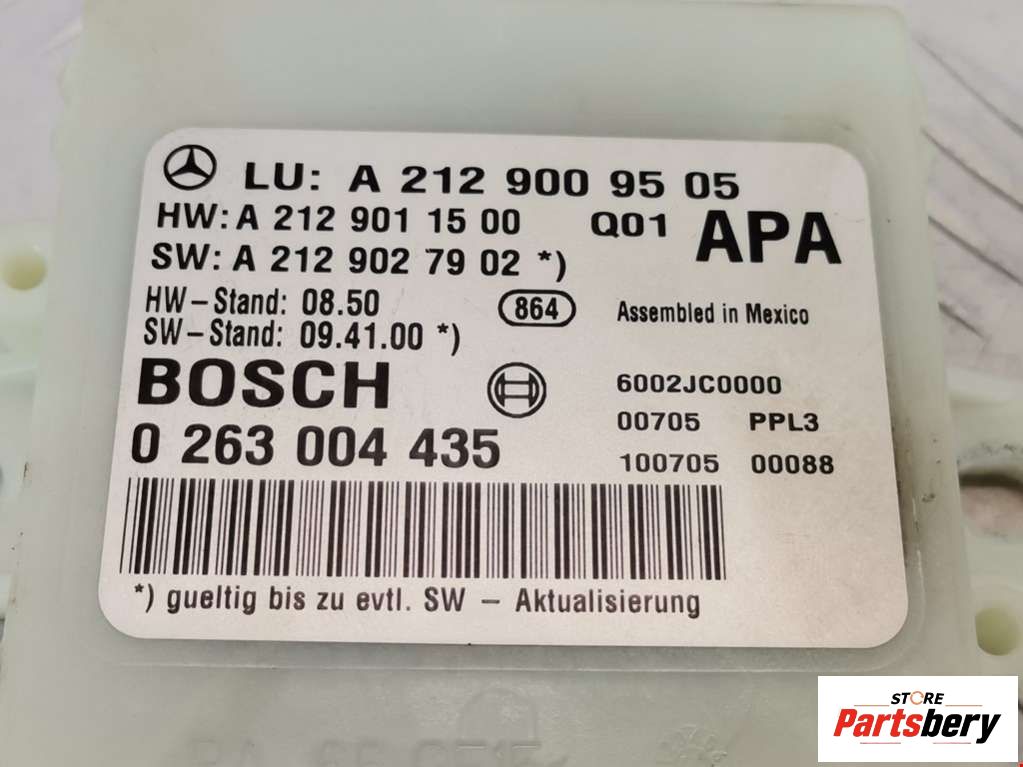 LU: A 212 900 95 05
HW: A 212 901 15 00 Q01 APA
SW: A 212 902 79 02 *)
HW – Stand: 08.50 864 Assembled in Mexico
SW – Stand: 09.41.00 *)
BOSCH 6002JC0000
00705 PPL3
0 263 004 435 100705 00088
*) gueltig bis zu evtl. SW – Aktualisierung
STORE
Partsbery